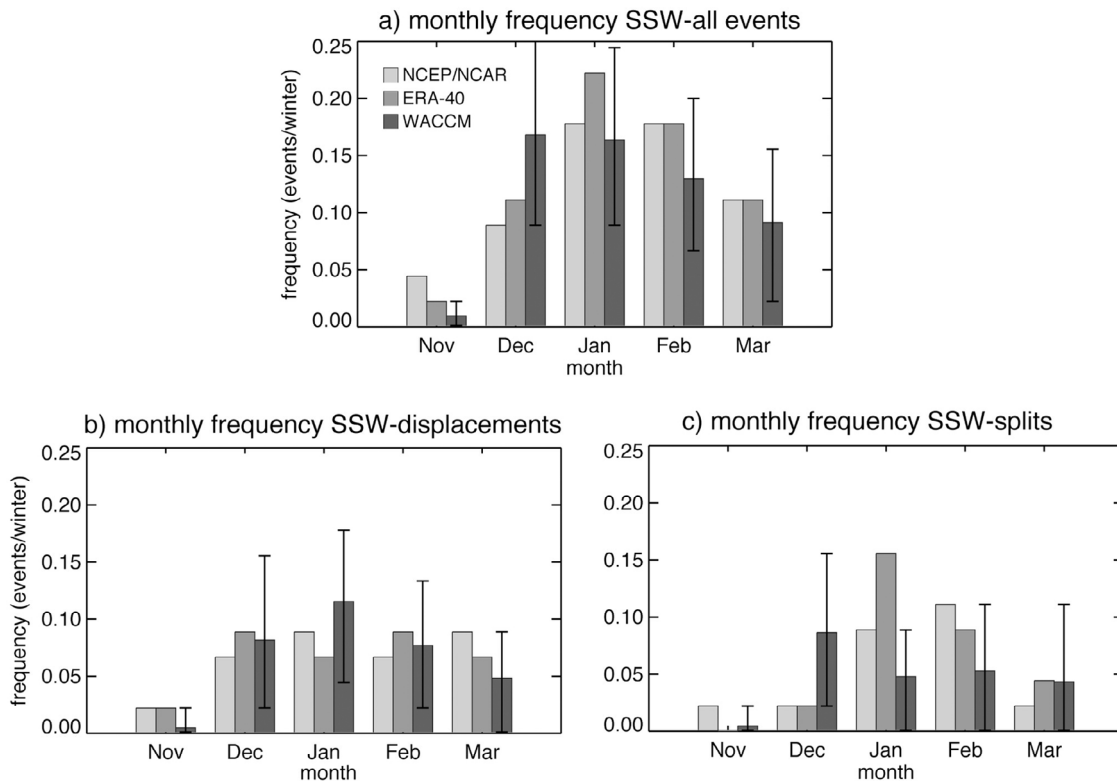 a) monthly frequency SSW-all events
frequency (events/winter)
0.25
0.20
0.15
0.10
0.05
0.00
NCEP/NCAR
ERA-40
WACCM
Nov Dec Jan Feb Mar
month
b) monthly frequency SSW-displacements
frequency (events/winter)
0.25
0.20
0.15
0.10
0.05
0.00
Nov Dec Jan Feb Mar
month
c) monthly frequency SSW-splits
0.25
0.20
0.15
0.10
0.05
0.00
Nov Dec Jan Feb Mar
month